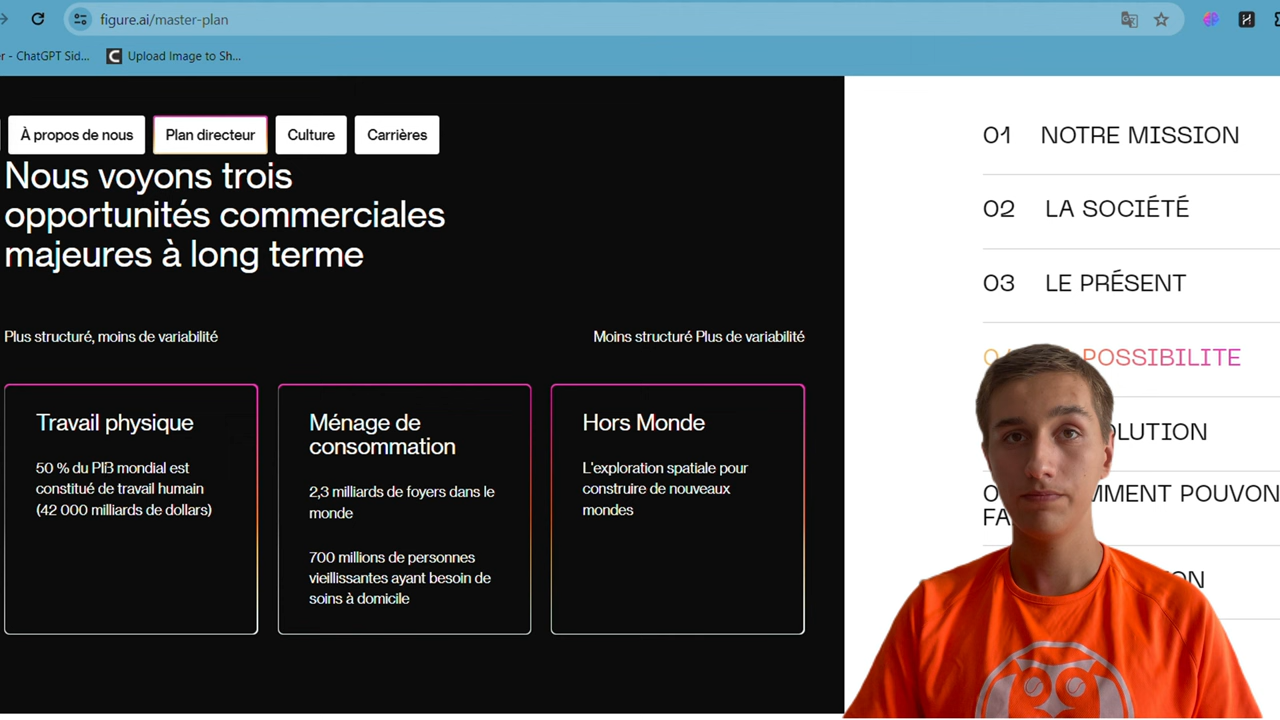 figure.ai/master-plan
er - ChatGPT Sid...
Upload Image to Sh...
À propos de nous
Plan directeur
Culture
Carrières
Nous voyons trois
opportunités commerciales
majeures à long terme
Plus structuré, moins de variabilité
Moins structuré Plus de variabilité
Travail physique
50 % du PIB mondial est
constitué de travail humain
(42 000 milliards de dollars)
Ménage de
consommation
2,3 milliards de foyers dans le
monde
700 millions de personnes
vieillissantes ayant besoin de
soins à domicile
Hors Monde
L'exploration spatiale pour
construire de nouveaux
mondes
01 NOTRE MISSION
02 LA SOCIÉTÉ
03 LE PRÉSENT
POSSIBILITE